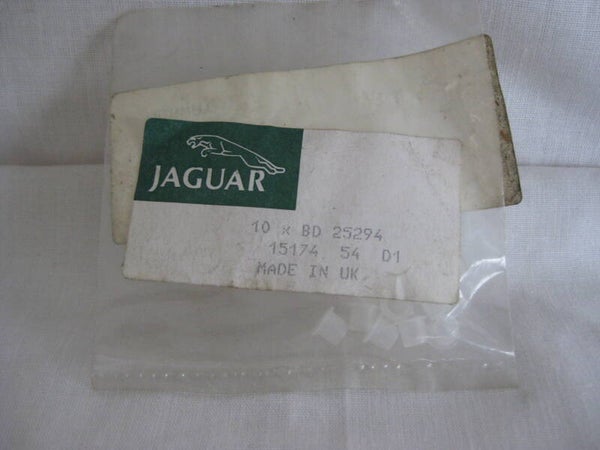 JAGUAR
10 x BD 25294
15174 54 D1
MADE IN UK